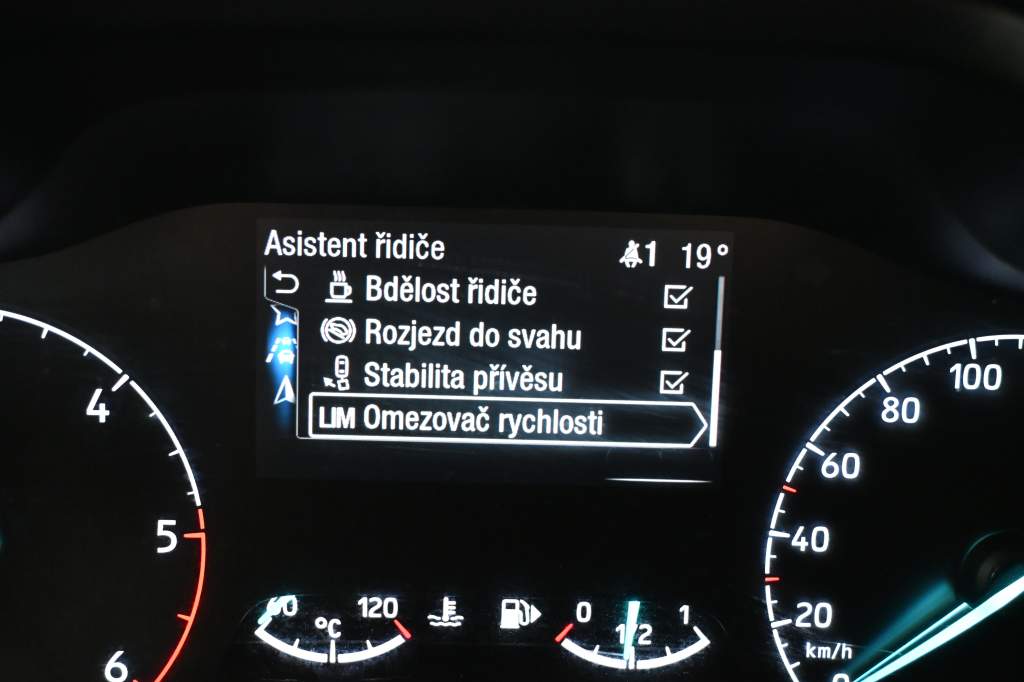 Asistent řidiče 1 19°
Bdělost řidiče
Rozjezd do svahu
Stabilita přívěsu
LIM Omezovač rychlosti
4
5
6
60 120
°C
0 1/2 1
100
80
60
40
20
km/h
0